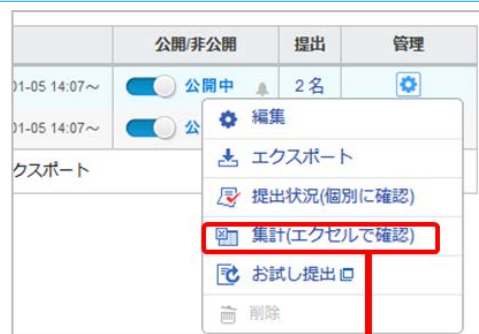 公開/非公開 提出 管理
01-05 14:07～ 公開中 2名
01-05 14:07～ 公
クスポート
編集
エクスポート
提出状況(個別に確認)
集計(エクセルで確認)
お試し提出
削除